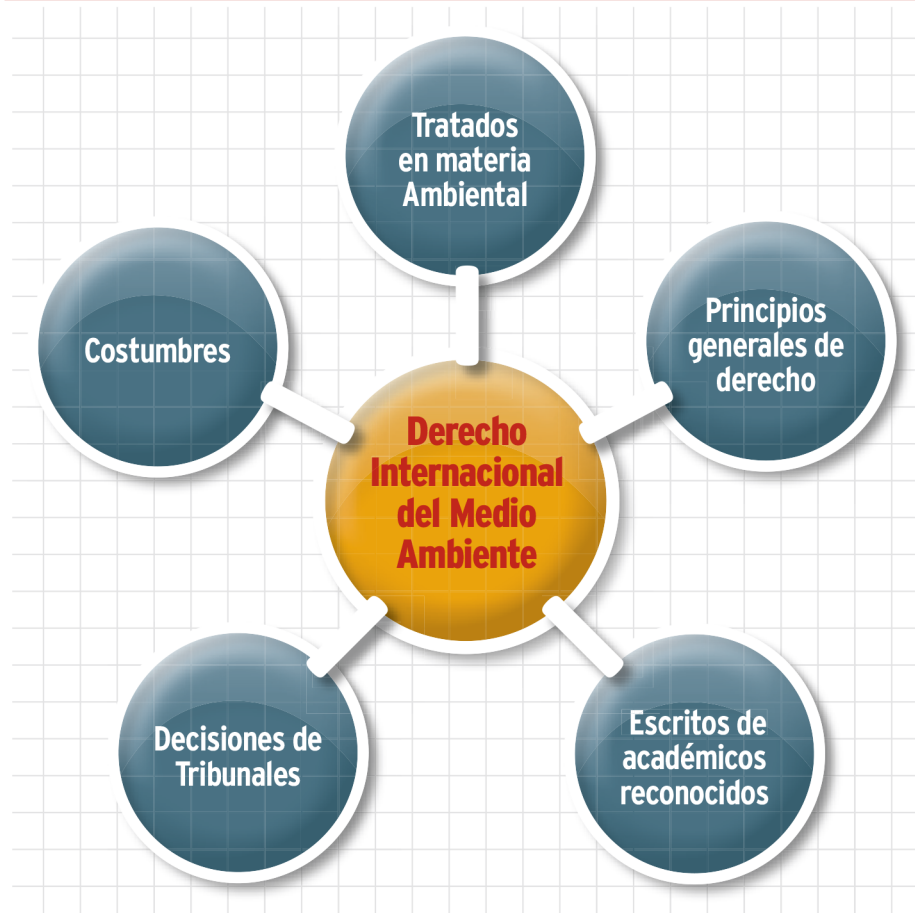 Tratados
en materia
Ambiental
Costumbres
Principios
generales de
derecho
Derecho
Internacional
del Medio
Ambiente
Decisiones de
Tribunales
Escritos de
académicos
reconocidos